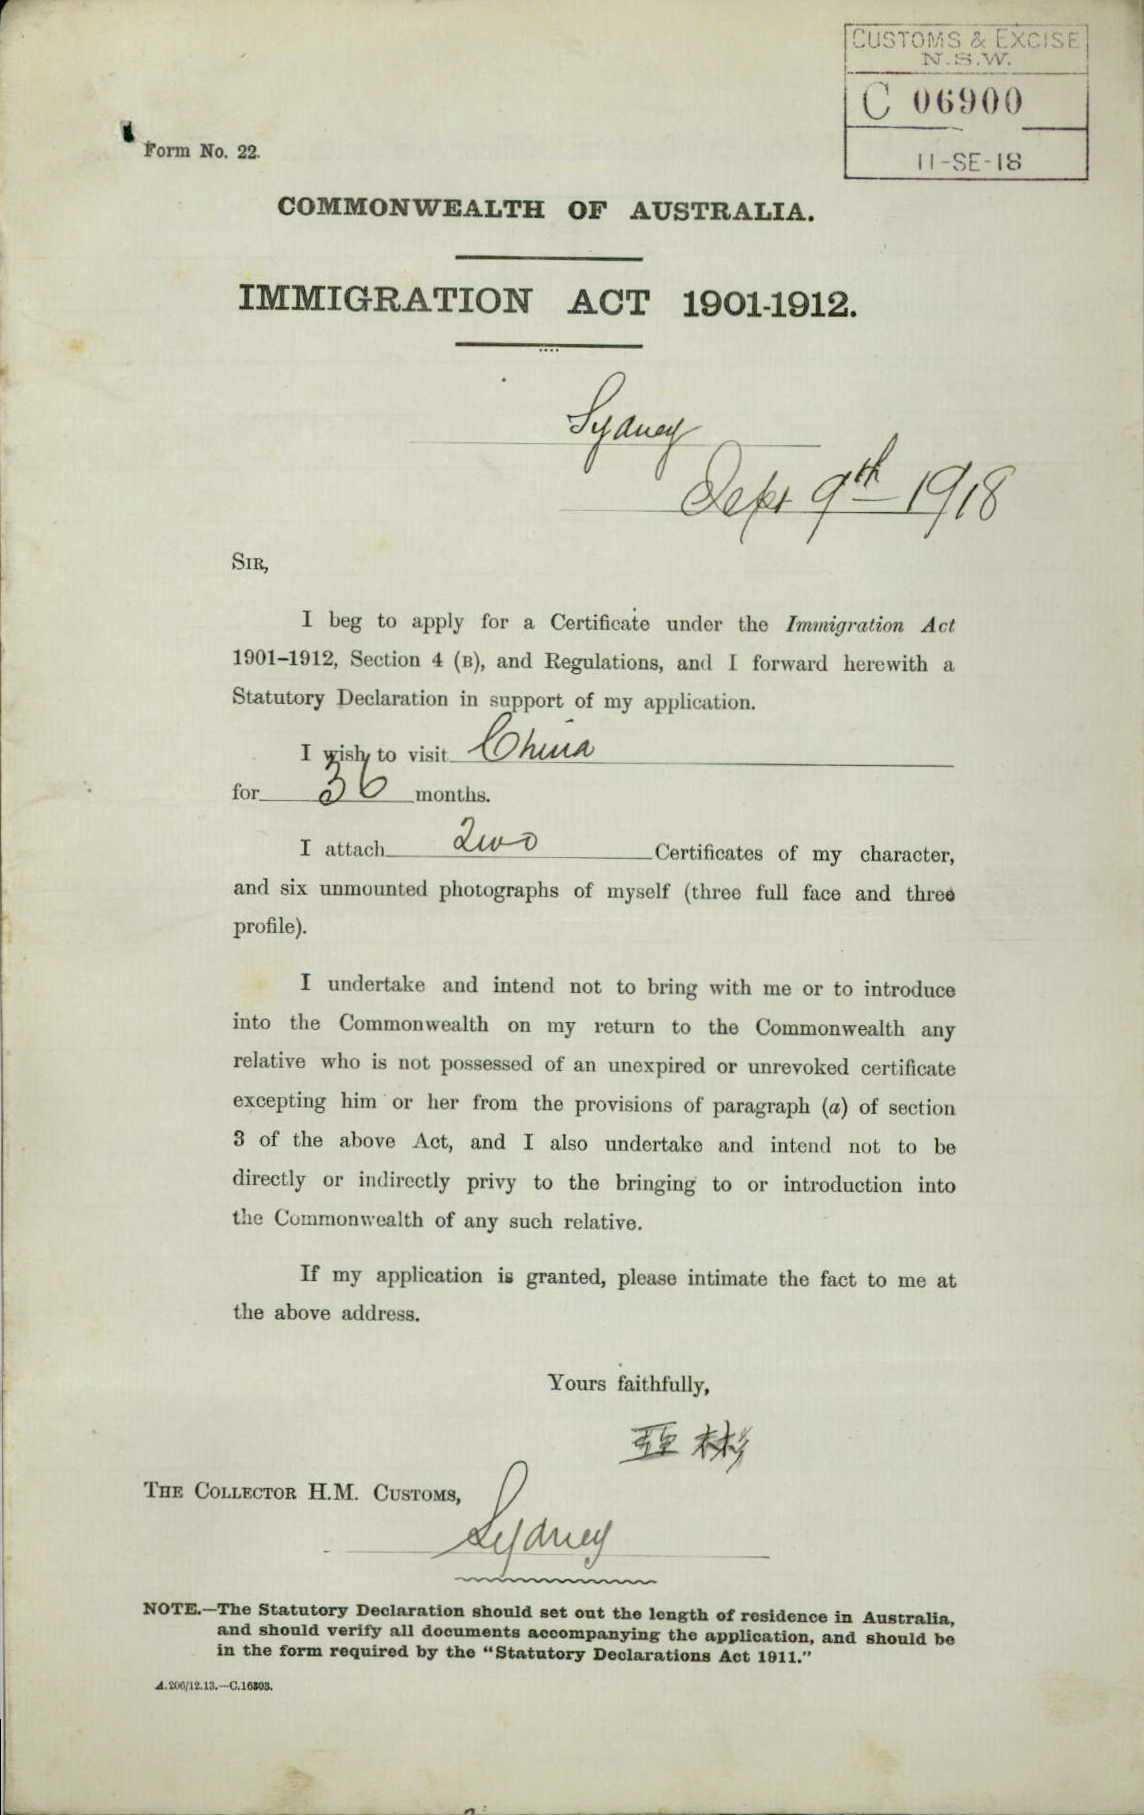 CUSTOMS & EXCISE
N.S.W.
C 06900
11-SE-18
Form No. 22.
COMMONWEALTH OF AUSTRALIA.
IMMIGRATION ACT 1901-1912.
Sydney
Sept 9th 1918
SIR,
I beg to apply for a Certificate under the Immigration Act
1901–1912, Section 4 (B), and Regulations, and I forward herewith a
Statutory Declaration in support of my application.
I wish to visit China
for 36 months.
I attach Two Certificates of my character,
and six unmounted photographs of myself (three full face and three
profile).
I undertake and intend not to bring with me or to introduce
into the Commonwealth on my return to the Commonwealth any
relative who is not possessed of an unexpired or unrevoked certificate
excepting him or her from the provisions of paragraph (a) of section
3 of the above Act, and I also undertake and intend not to be
directly or indirectly privy to the bringing to or introduction into
the Commonwealth of any such relative.
If my application is granted, please intimate the fact to me at
the above address.
Yours faithfully,
亞彬
THE COLLECTOR H.M. CUSTOMS,
Sydney
NOTE.—The Statutory Declaration should set out the length of residence in Australia,
and should verify all documents accompanying the application, and should be
in the form required by the "Statutory Declarations Act 1911."
A.206/12.13.—C.16303.